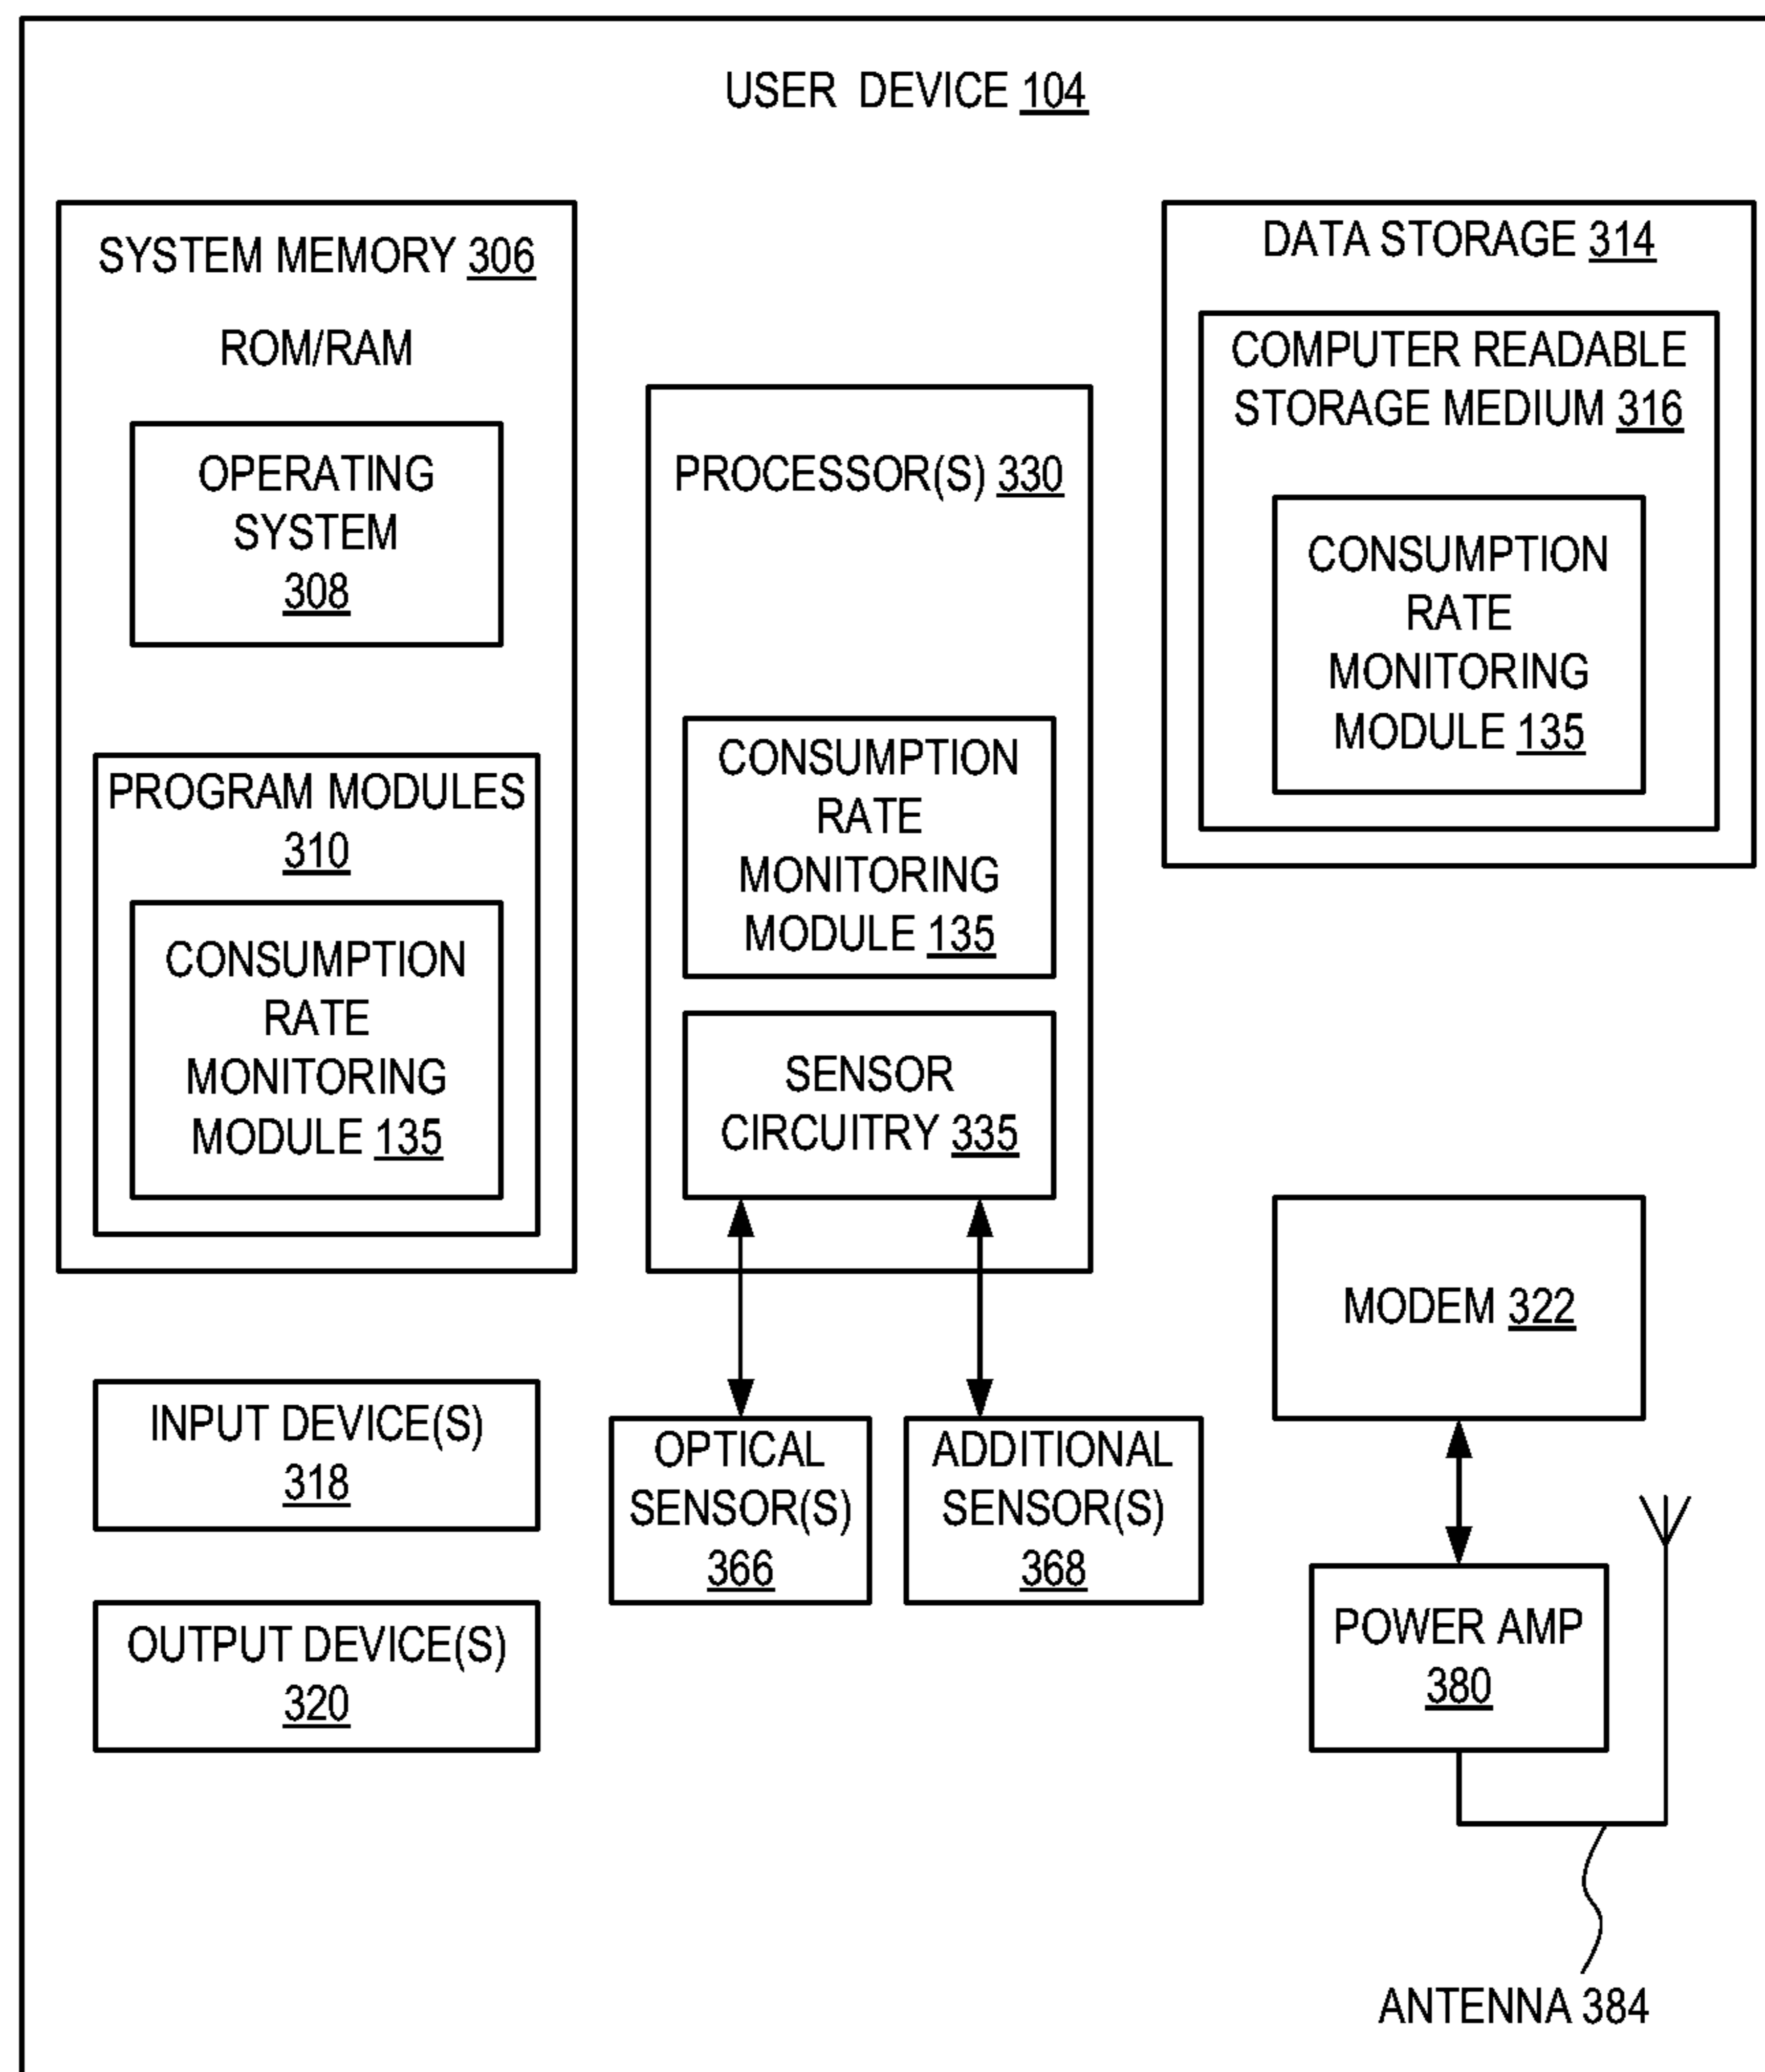 USER DEVICE 104
SYSTEM MEMORY 306
ROM/RAM
OPERATING
SYSTEM
308
PROGRAM MODULES
310
CONSUMPTION
RATE
MONITORING
MODULE 135
INPUT DEVICE(S)
318
OUTPUT DEVICE(S)
320
PROCESSOR(S) 330
CONSUMPTION
RATE
MONITORING
MODULE 135
SENSOR
CIRCUITRY 335
OPTICAL
SENSOR(S)
366
ADDITIONAL
SENSOR(S)
368
DATA STORAGE 314
COMPUTER READABLE
STORAGE MEDIUM 316
CONSUMPTION
RATE
MONITORING
MODULE 135
MODEM 322
POWER AMP
380
ANTENNA 384